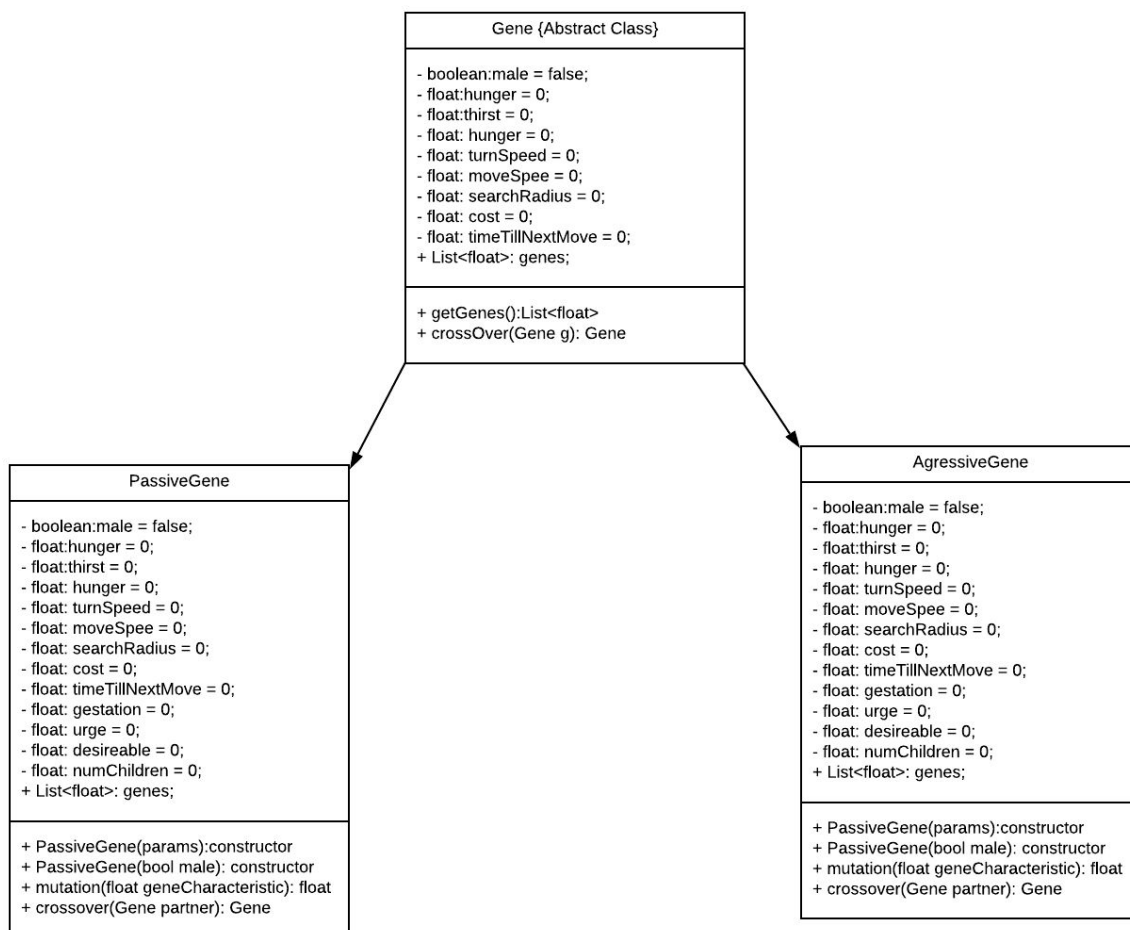 Gene {Abstract Class}
- boolean:male = false;
- float:hunger = 0;
- float:thirst = 0;
- float: hunger = 0;
- float: turnSpeed = 0;
- float: moveSpee = 0;
- float: searchRadius = 0;
- float: cost = 0;
- float: timeTillNextMove = 0;
+ List<float>: genes;
+ getGenes():List<float>
+ crossOver(Gene g): Gene
PassiveGene
- boolean:male = false;
- float:hunger = 0;
- float:thirst = 0;
- float: hunger = 0;
- float: turnSpeed = 0;
- float: moveSpee = 0;
- float: searchRadius = 0;
- float: cost = 0;
- float: timeTillNextMove = 0;
- float: gestation = 0;
- float: urge = 0;
- float: desireable = 0;
- float: numChildren = 0;
+ List<float>: genes;
+ PassiveGene(params):constructor
+ PassiveGene(bool male): constructor
+ mutation(float geneCharacteristic): float
+ crossover(Gene partner): Gene
AgressiveGene
- boolean:male = false;
- float:hunger = 0;
- float:thirst = 0;
- float: hunger = 0;
- float: turnSpeed = 0;
- float: moveSpee = 0;
- float: searchRadius = 0;
- float: cost = 0;
- float: timeTillNextMove = 0;
- float: gestation = 0;
- float: urge = 0;
- float: desireable = 0;
- float: numChildren = 0;
+ List<float>: genes;
+ PassiveGene(params):constructor
+ PassiveGene(bool male): constructor
+ mutation(float geneCharacteristic): float
+ crossover(Gene partner): Gene